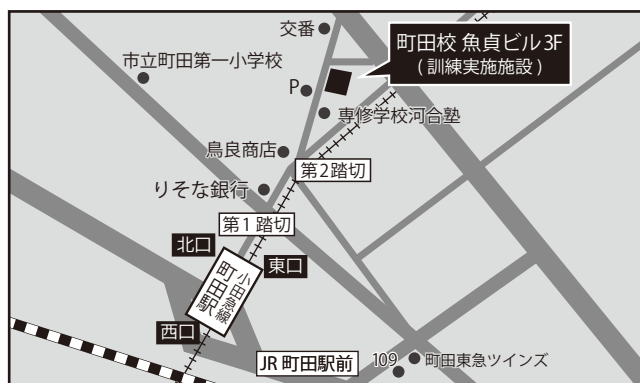 交番
町田校 魚貞ビル3F
(訓練実施施設)
市立町田第一小学校
P
専修学校河合塾
鳥良商店
第2踏切
りそな銀行
第1踏切
北口
東口
小田急線
町田駅
西口
JR 町田駅前
109
町田東急ツインズ